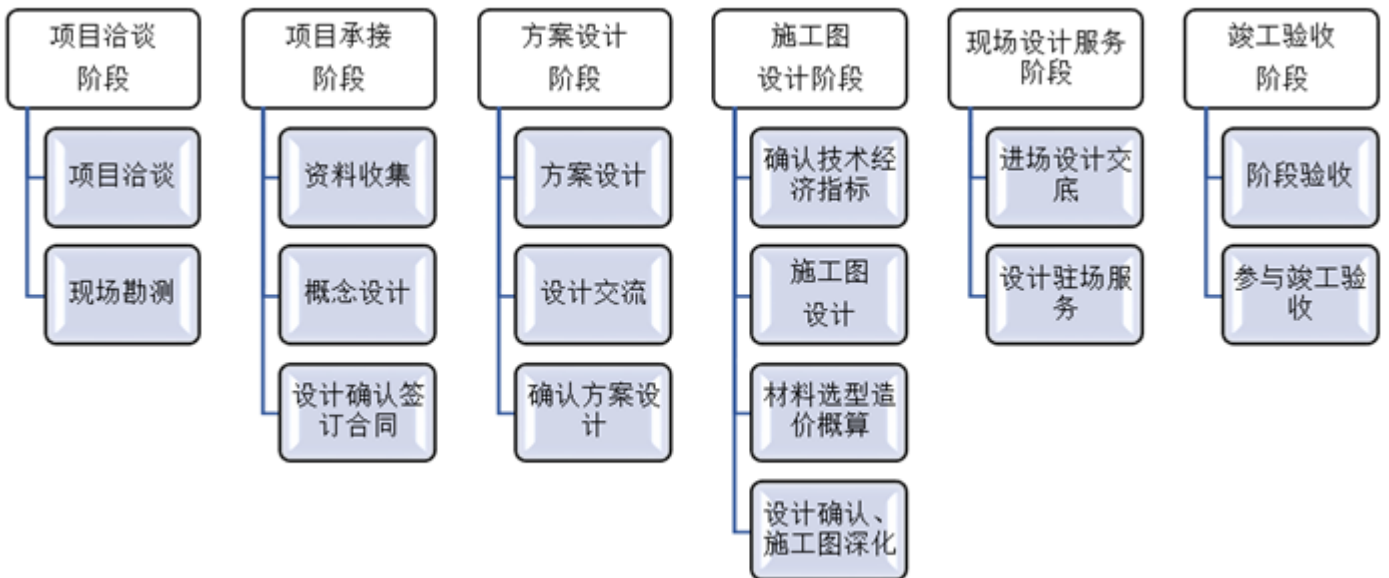 项目洽谈
阶段
项目洽谈
现场勘测
项目承接
阶段
资料收集
概念设计
设计确认签
订合同
方案设计
阶段
方案设计
设计交流
确认方案设
计
施工图
设计阶段
确认技术经
济指标
施工图
设计
材料选型造
价概算
设计确认、
施工图深化
现场设计服务
阶段
进场设计交
底
设计驻场服
务
竣工验收
阶段
阶段验收
参与竣工验
收